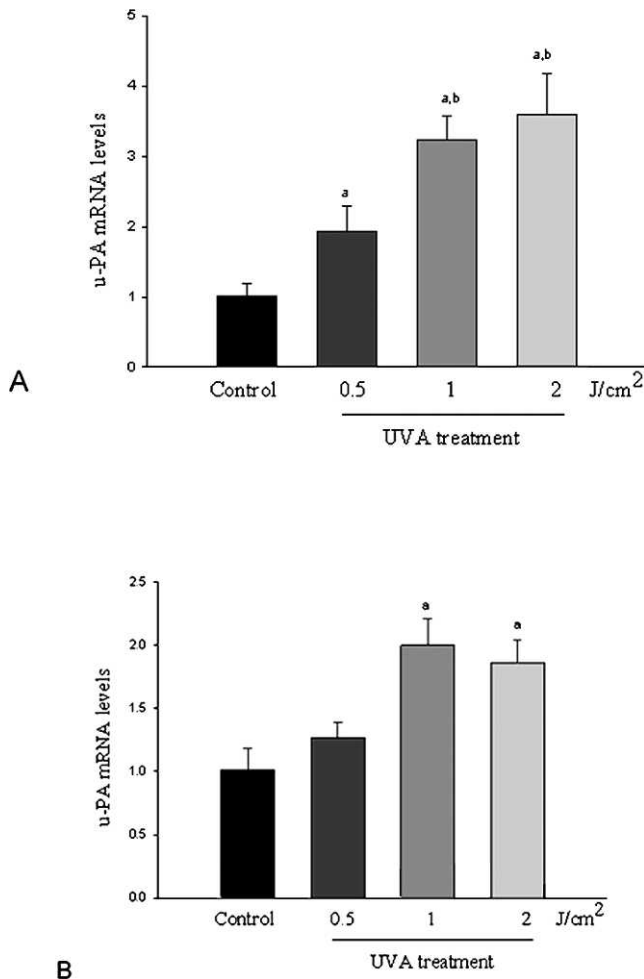 5
4
3
2
1
0
u-PA mRNA levels
a
a,b
a,b
Control 0.5 1 2 J/cm²
UVA treatment
A
2.5
2.0
1.5
1.0
0.5
0.0
u-PA mRNA levels
a
a
Control 0.5 1 2 J/cm²
UVA treatment
B